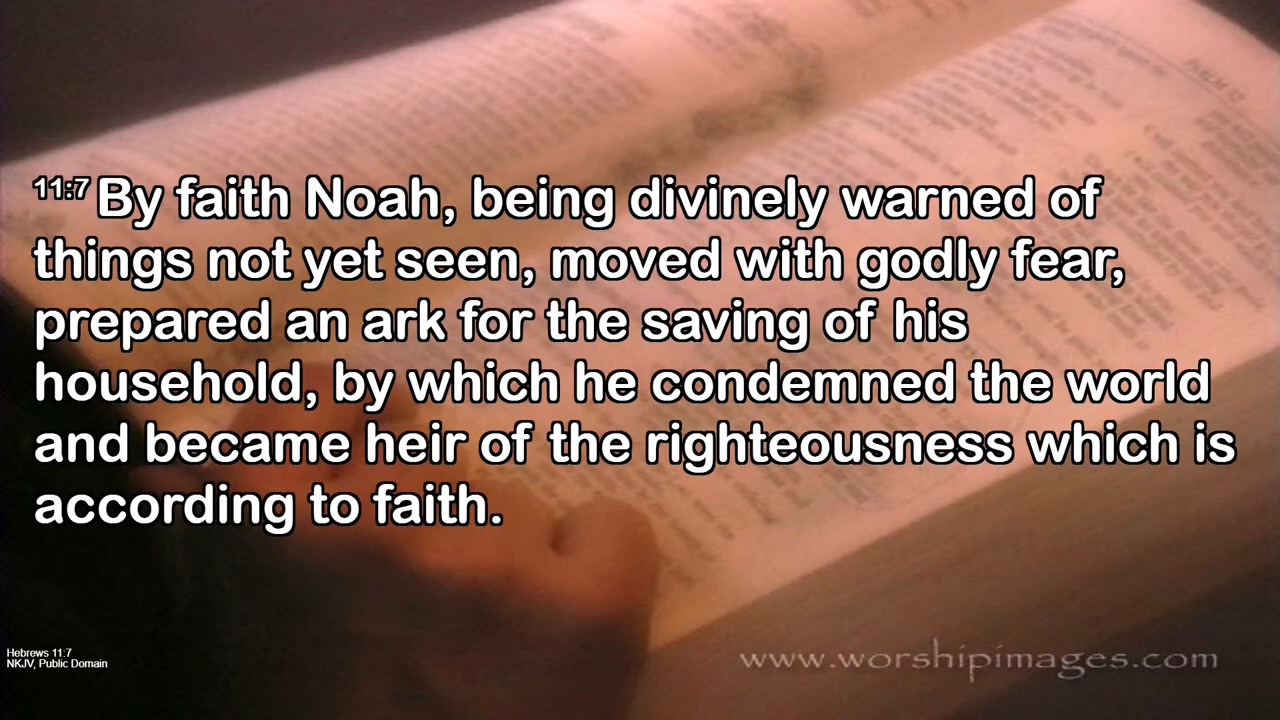 11:7 By faith Noah, being divinely warned of
things not yet seen, moved with godly fear,
prepared an ark for the saving of his
household, by which he condemned the world
and became heir of the righteousness which is
according to faith.
Hebrews 11:7
NKJV, Public Domain
www.worshipimages.com